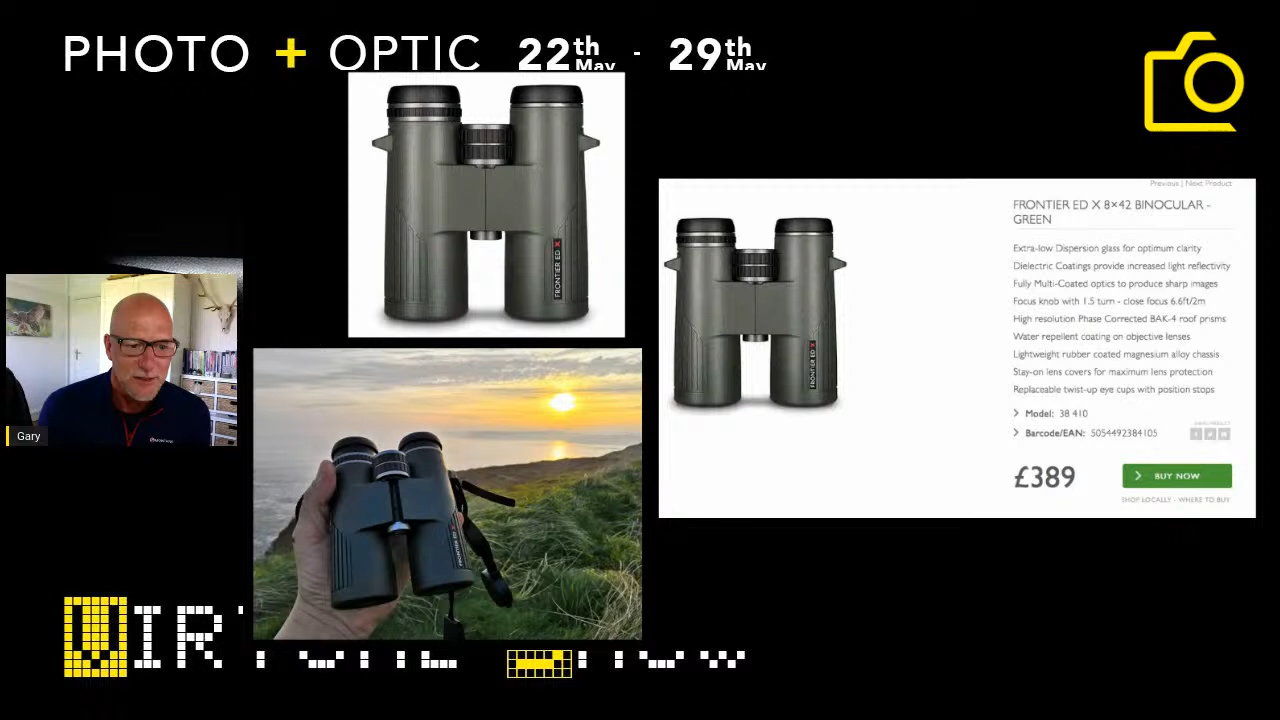 PHOTO + OPTIC 22th May - 29th May
FRONTIER ED X
Previous | Next Product
FRONTIER ED X 8×42 BINOCULAR -
GREEN
Extra-low Dispersion glass for optimum clarity
Dielectric Coatings provide increased light reflectivity
Fully Multi-Coated optics to produce sharp images
Focus knob with 1.5 turn - close focus 6.6ft/2m
High resolution Phase Corrected BAK-4 roof prisms
Water repellent coating on objective lenses
Lightweight rubber coated magnesium alloy chassis
Stay-on lens covers for maximum lens protection
Replaceable twist-up eye cups with position stops
Model: 38 410
Barcode/EAN: 5054492384105
£389
BUY NOW
SHOP LOCALLY - WHERE TO BUY
FRONTIER ED X
Gary
FRONTIER ED X